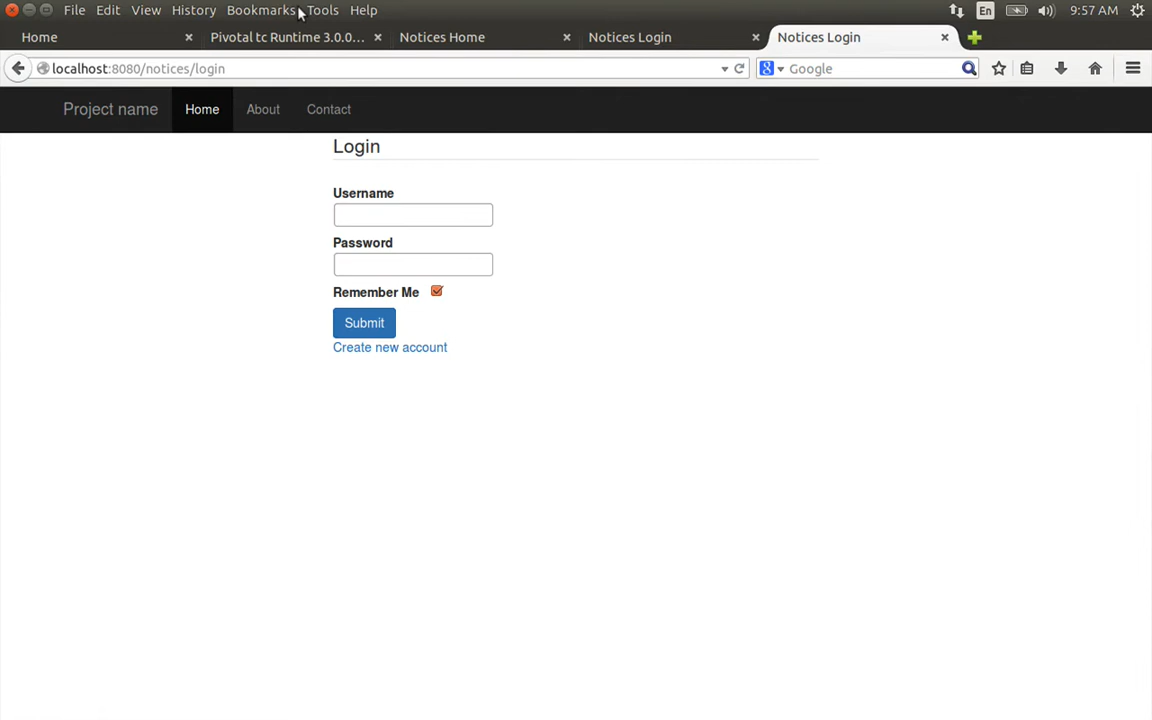 File Edit View History Bookmarks Tools Help En 9:57 AM
Home Pivotal tc Runtime 3.0.0... Notices Home Notices Login Notices Login
localhost:8080/notices/login Google
Project name Home About Contact
Login
Username
Password
Remember Me
Submit
Create new account